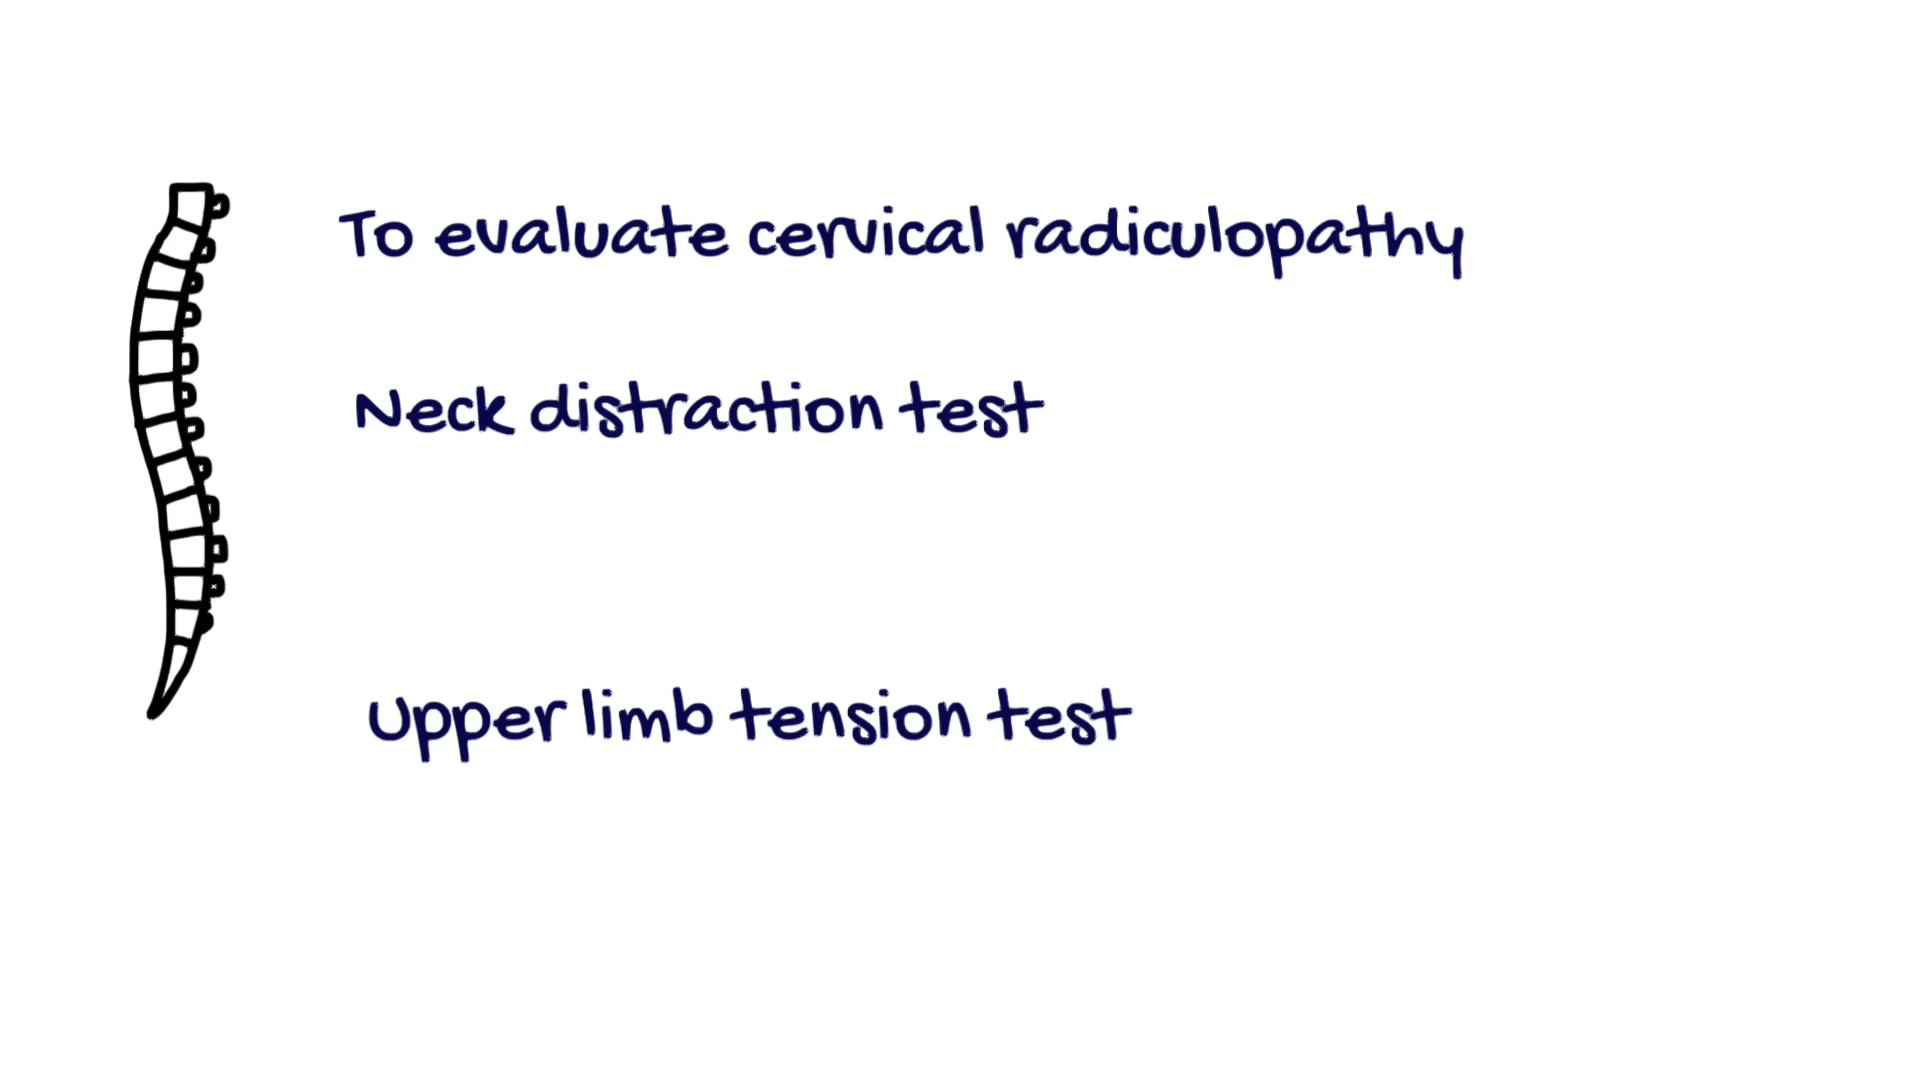 To evaluate cervical radiculopathy
Neck distraction test
Upper limb tension test